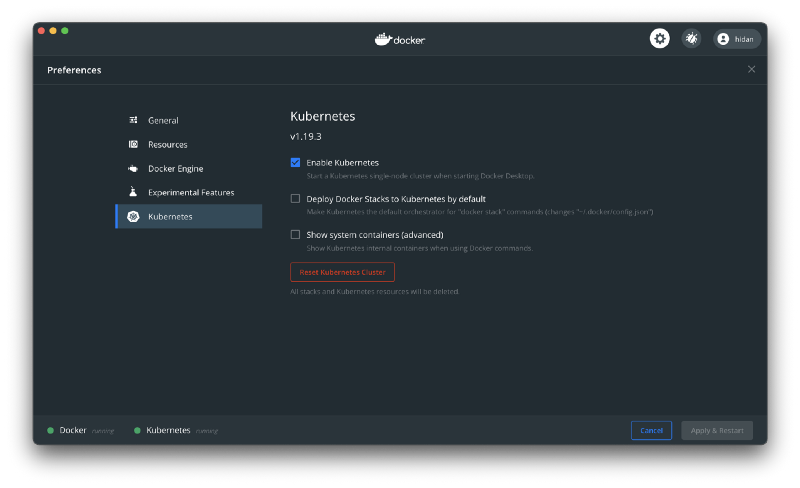 docker
hidan
Preferences
General
Resources
Docker Engine
Experimental Features
Kubernetes
Kubernetes
v1.19.3
Enable Kubernetes
Start a Kubernetes single-node cluster when starting Docker Desktop.
Deploy Docker Stacks to Kubernetes by default
Make Kubernetes the default orchestrator for "docker stack" commands (changes "~/.docker/config.json")
Show system containers (advanced)
Show Kubernetes internal containers when using Docker commands.
Reset Kubernetes Cluster
All stacks and Kubernetes resources will be deleted.
Docker running
Kubernetes running
Cancel
Apply & Restart